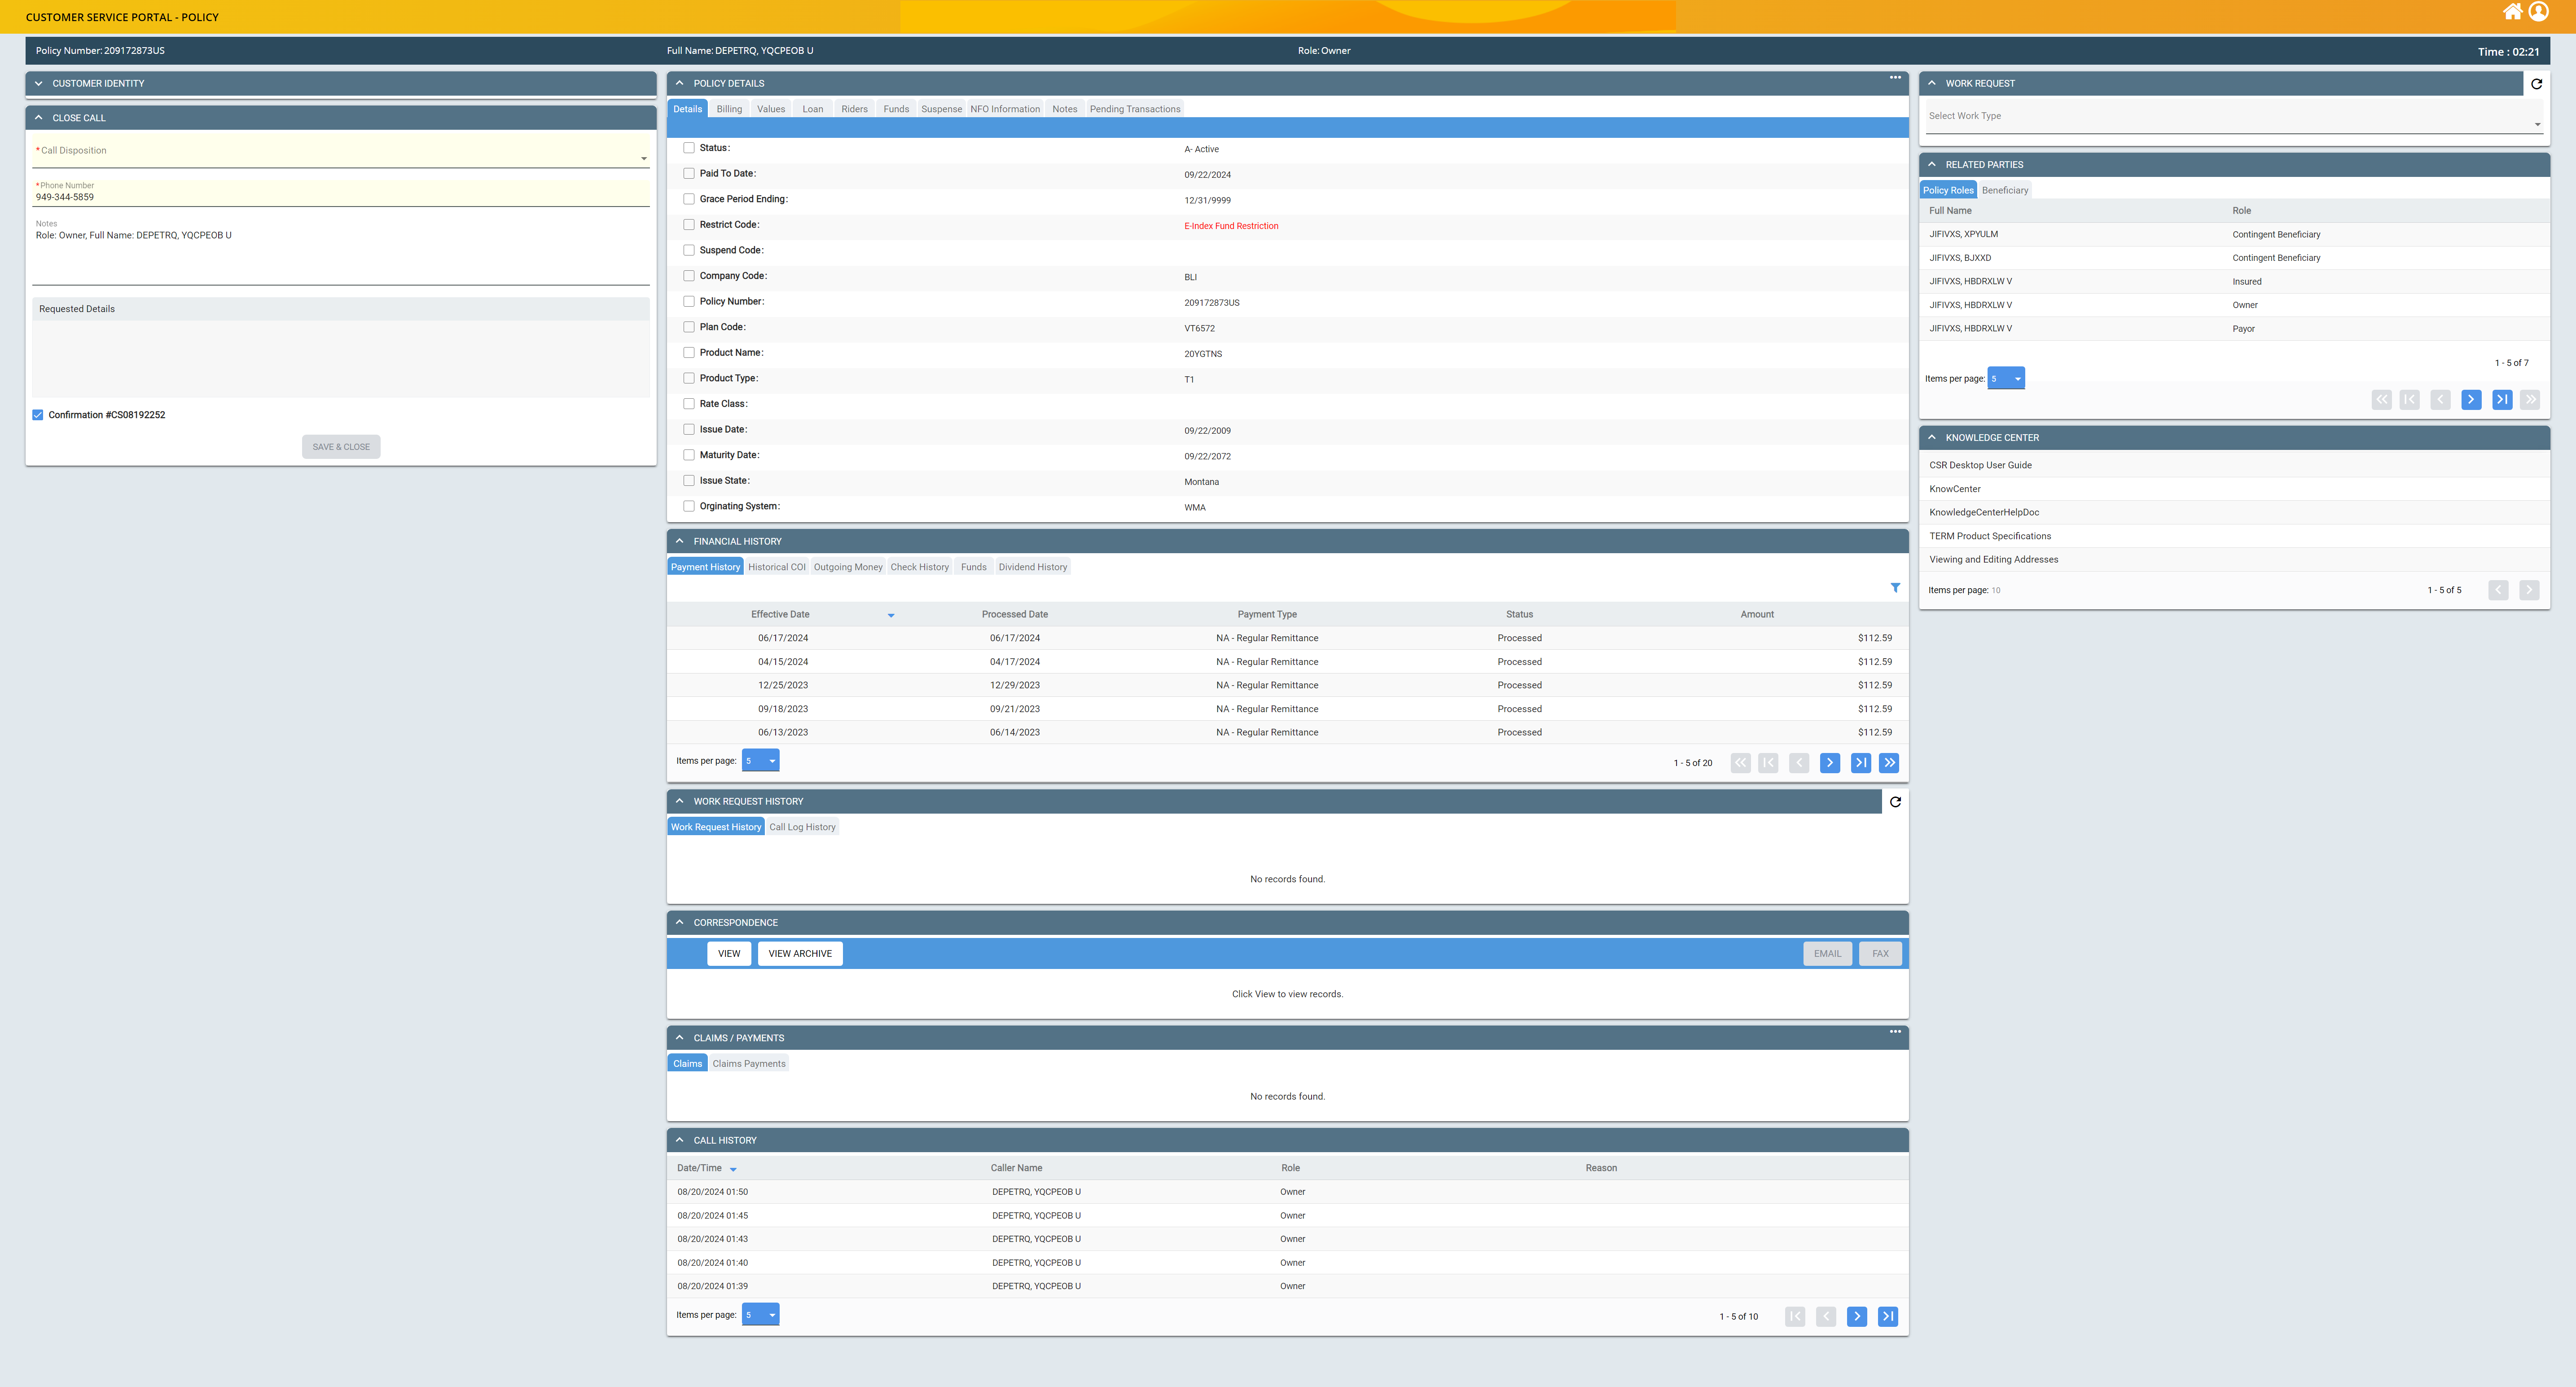 CUSTOMER SERVICE PORTAL - POLICY
Policy Number: 209172873US Full Name: DEPETRQ, YQCPEOB U Role: Owner Time : 02:21
CUSTOMER IDENTITY
CLOSE CALL
*Call Disposition
*Phone Number
949-344-5859
Notes
Role: Owner, Full Name: DEPETRQ, YQCPEOB U
Requested Details
Confirmation #CS08192252
SAVE & CLOSE
POLICY DETAILS
Details Billing Values Loan Riders Funds Suspense NFO Information Notes Pending Transactions
Status: A- Active
Paid To Date: 09/22/2024
Grace Period Ending: 12/31/9999
Restrict Code: E-Index Fund Restriction
Suspend Code:
Company Code: BLI
Policy Number: 209172873US
Plan Code: VT6572
Product Name: 20YGTNS
Product Type: T1
Rate Class:
Issue Date: 09/22/2009
Maturity Date: 09/22/2072
Issue State: Montana
Orginating System: WMA
FINANCIAL HISTORY
Payment History Historical COI Outgoing Money Check History Funds Dividend History
Effective Date Processed Date Payment Type Status Amount
06/17/2024 06/17/2024 NA - Regular Remittance Processed $112.59
04/15/2024 04/17/2024 NA - Regular Remittance Processed $112.59
12/25/2023 12/29/2023 NA - Regular Remittance Processed $112.59
09/18/2023 09/21/2023 NA - Regular Remittance Processed $112.59
06/13/2023 06/14/2023 NA - Regular Remittance Processed $112.59
Items per page: 5 1 - 5 of 20
WORK REQUEST HISTORY
Work Request History Call Log History
No records found.
CORRESPONDENCE
VIEW VIEW ARCHIVE EMAIL FAX
Click View to view records.
CLAIMS / PAYMENTS
Claims Claims Payments
No records found.
CALL HISTORY
Date/Time Caller Name Role Reason
08/20/2024 01:50 DEPETRQ, YQCPEOB U Owner
08/20/2024 01:45 DEPETRQ, YQCPEOB U Owner
08/20/2024 01:43 DEPETRQ, YQCPEOB U Owner
08/20/2024 01:40 DEPETRQ, YQCPEOB U Owner
08/20/2024 01:39 DEPETRQ, YQCPEOB U Owner
Items per page: 5 1 - 5 of 10
WORK REQUEST
Select Work Type
RELATED PARTIES
Policy Roles Beneficiary
Full Name Role
JIFIVXS, XPYULM Contingent Beneficiary
JIFIVXS, BJXXD Contingent Beneficiary
JIFIVXS, HBDRXLW V Insured
JIFIVXS, HBDRXLW V Owner
JIFIVXS, HBDRXLW V Payor
1 - 5 of 7
Items per page: 5
KNOWLEDGE CENTER
CSR Desktop User Guide
KnowCenter
KnowledgeCenterHelpDoc
TERM Product Specifications
Viewing and Editing Addresses
Items per page: 10 1 - 5 of 5